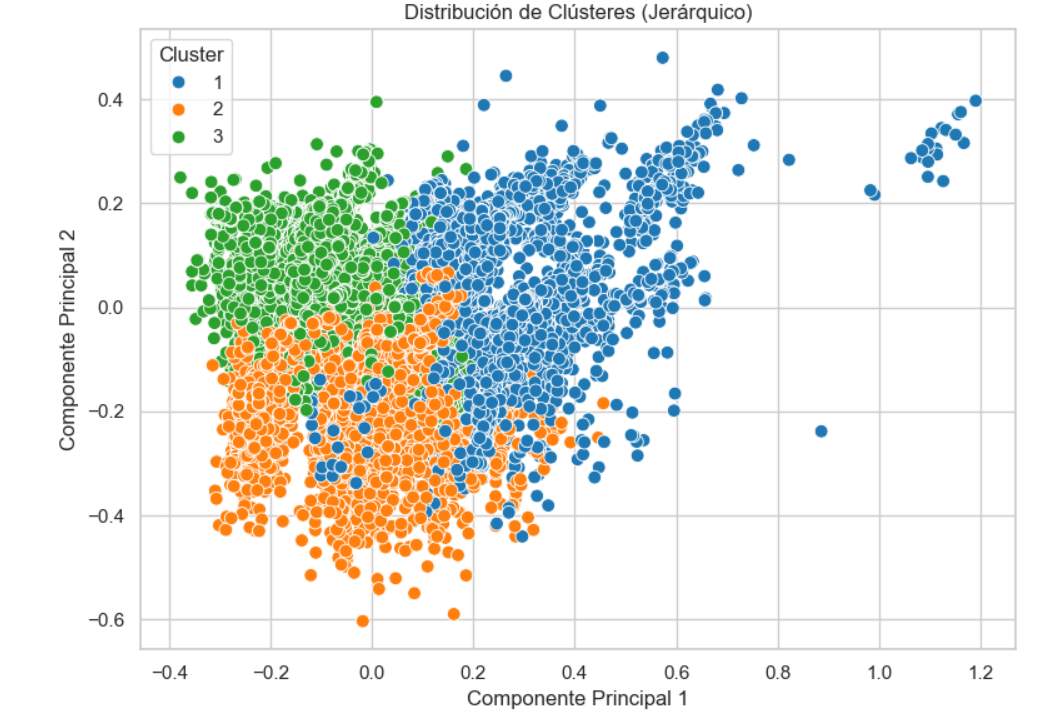 Distribución de Clústeres (Jerárquico)
Cluster
1
2
3
Componente Principal 2
0.4
0.2
0.0
−0.2
−0.4
−0.6
−0.4 −0.2 0.0 0.2 0.4 0.6 0.8 1.0 1.2
Componente Principal 1